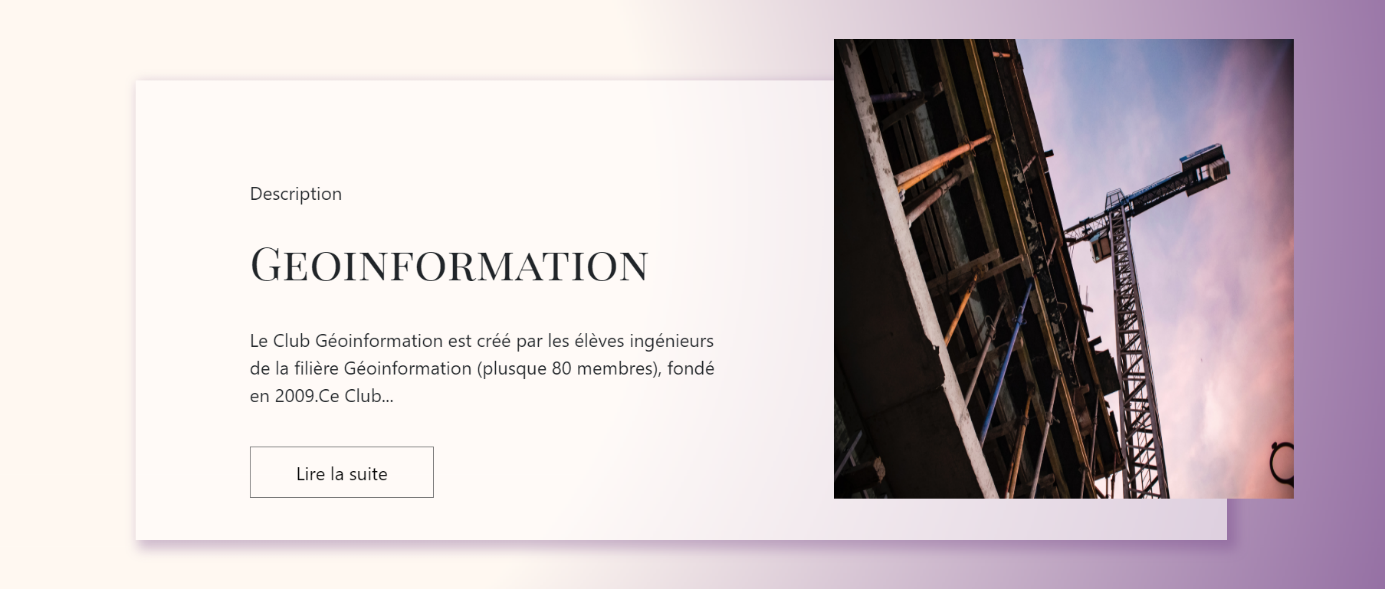 Description
GEOINFORMATION
Le Club Géoinformation est créé par les élèves ingénieurs
de la filière Géoinformation (plusque 80 membres), fondé
en 2009.Ce Club...
Lire la suite